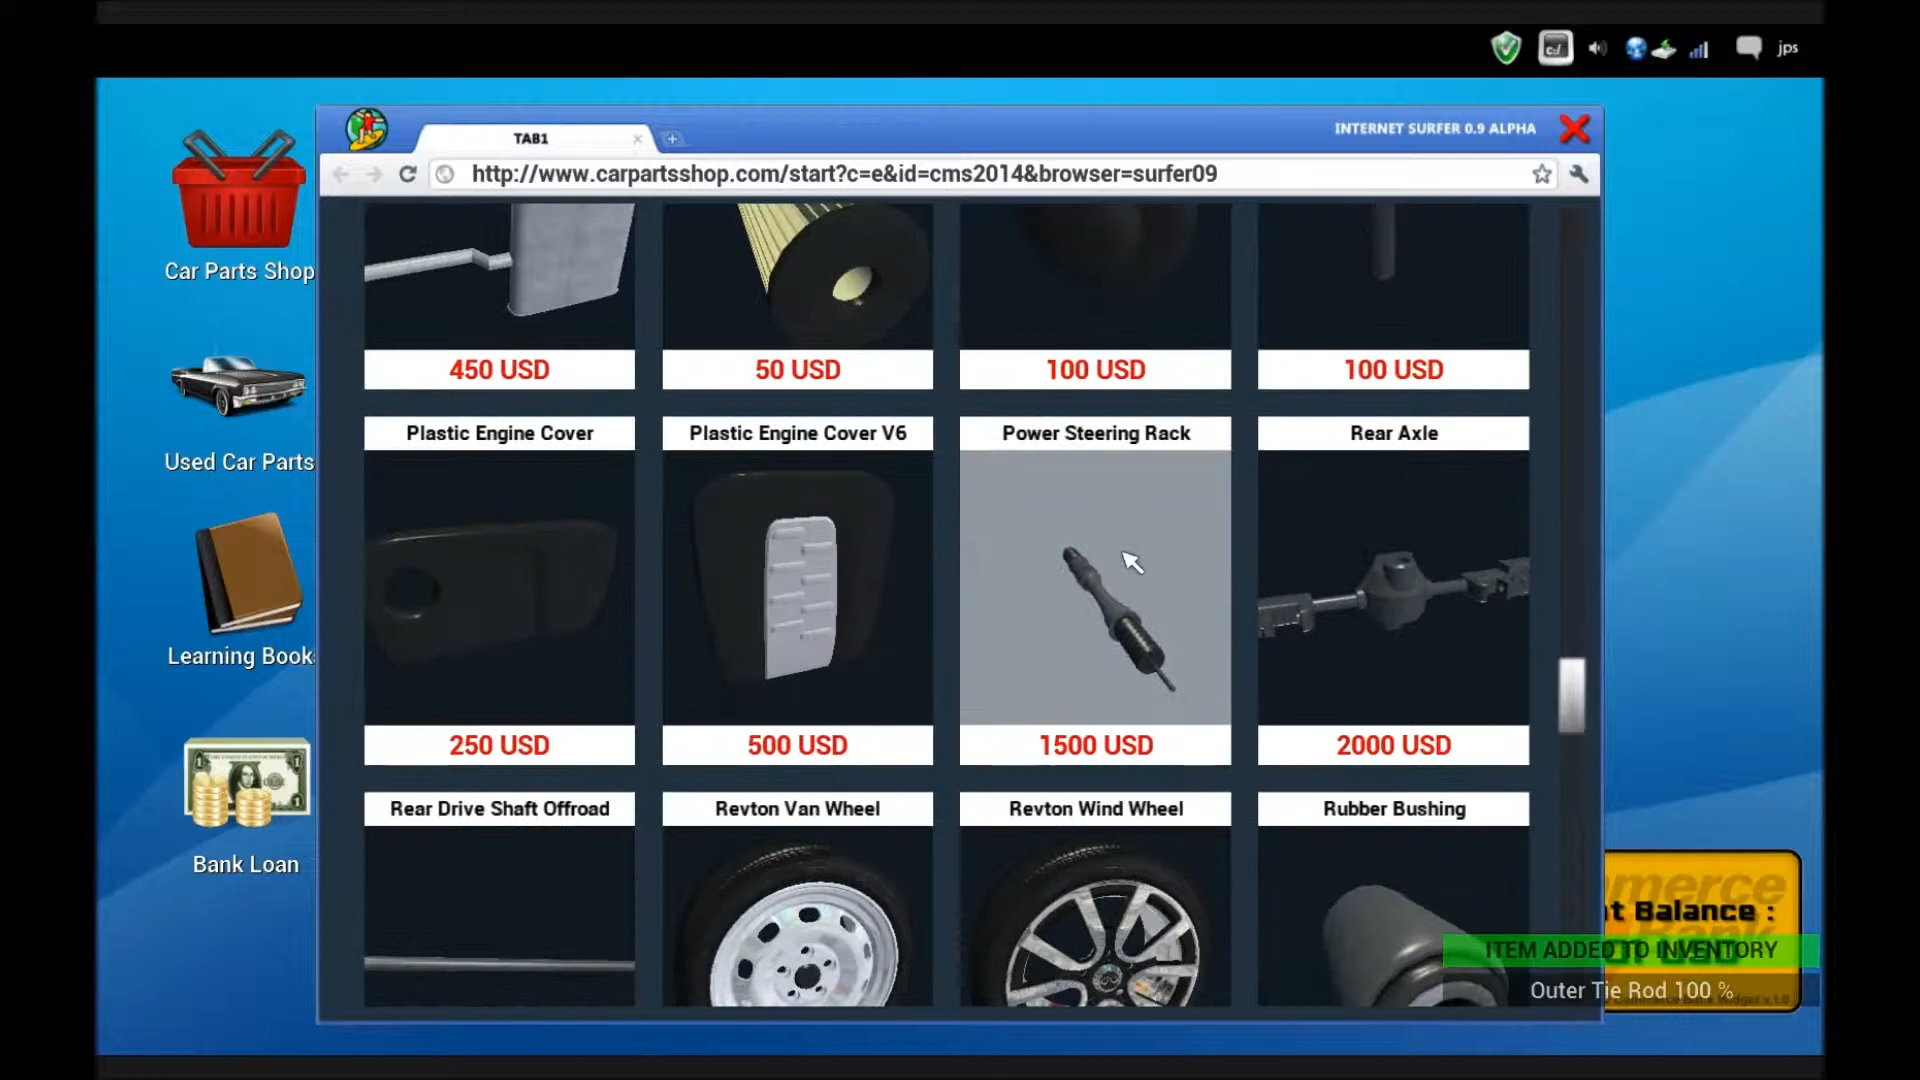 jps
TAB1
INTERNET SURFER 0.9 ALPHA
http://www.carpartsshop.com/start?c=e&id=cms2014&browser=surfer09
Car Parts Shop
Used Car Parts
Learning Book
Bank Loan
450 USD
50 USD
100 USD
100 USD
Plastic Engine Cover
Plastic Engine Cover V6
Power Steering Rack
Rear Axle
250 USD
500 USD
1500 USD
2000 USD
Rear Drive Shaft Offroad
Revton Van Wheel
Revton Wind Wheel
Rubber Bushing
Balance :
ITEM ADDED TO INVENTORY
Outer Tie Rod 100 %